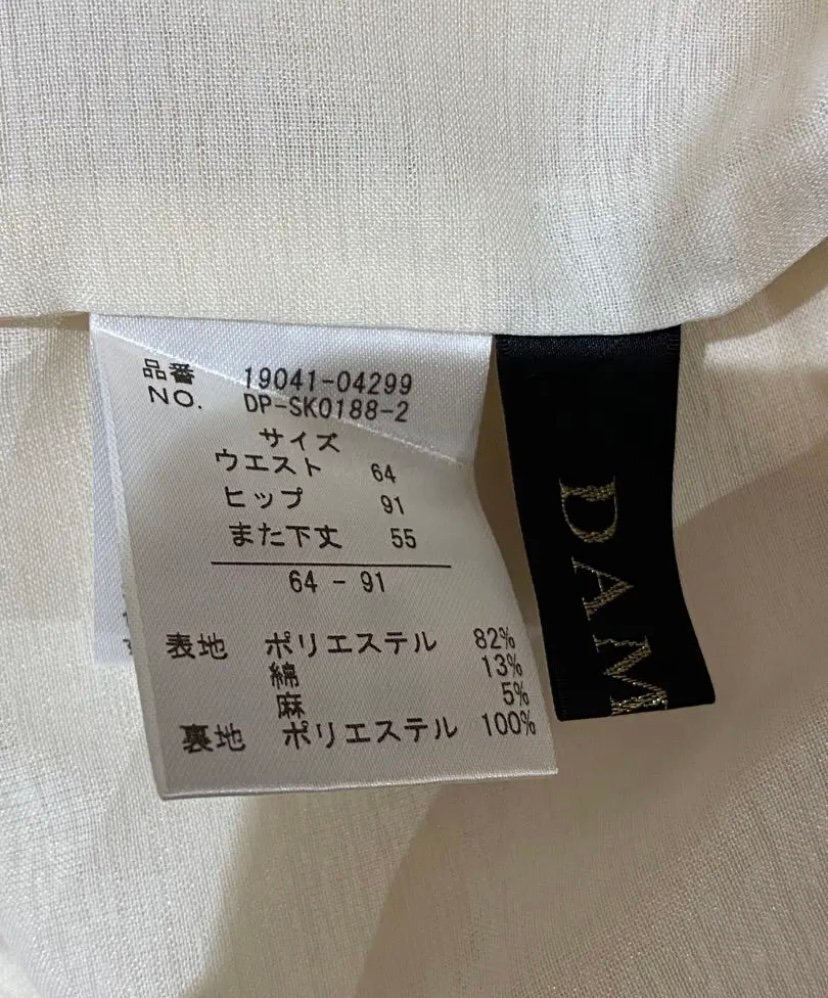 品番 19041-04299
NO. DP-SK0188-2
サイズ
ウエスト 64
ヒップ 91
また下丈 55
64 - 91
表地 ポリエステル 82%
綿 13%
麻 5%
裏地 ポリエステル 100%
DAM